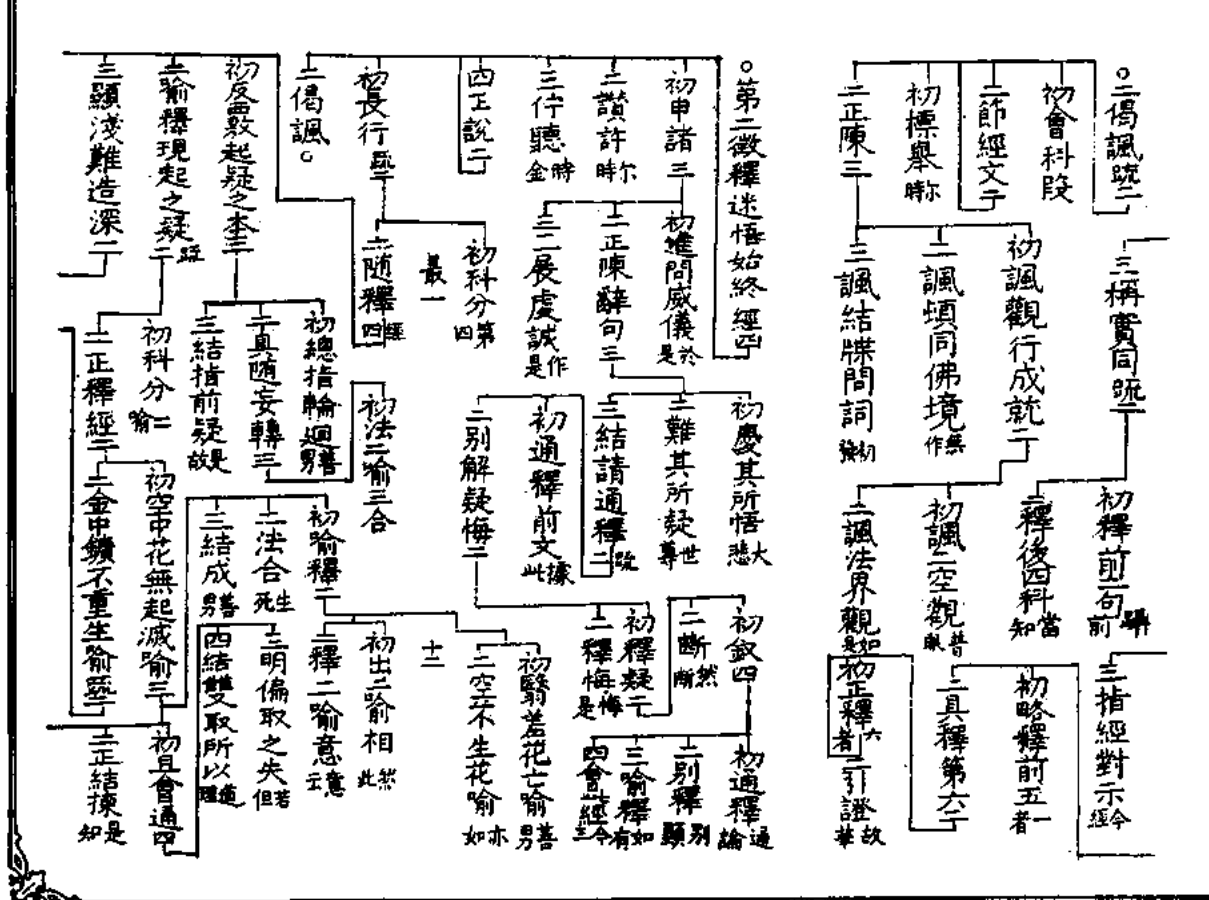 ○二偈諷疏二
初會科段
二節經文二
初標舉尔時
二正陳三
三稱實同疏二
初諷觀行成就二
二諷頓同佛境無作
三諷結牒問詞初發
初釋前一句
二釋後四科當知
初諷二空觀普眼
二諷法界觀如是
三指經對示今經
初略釋前五一者
二具釋第六二
初正釋六者
二引證故華
○第二徵釋迷悟始終經四
初申請三
二讚許尔時
三佇聽時金
四正說二
初長行疏二
二偈諷○
初進問威儀於是
二正陳辭句三
三三展虔誠作是
初科分第四
最一
二隨釋經四
初反覈起疑之本三
二喻釋現起之疑疏二
三顯淺難造深二
初慶其所悟大悲
二難其所疑世尊
三結請通釋疏二
初通釋前文據此
二別解疑悔二
初總指輪迴善男
二真隨妄轉三
三結指前疑是故
初法二喻三合
初科分二喻
二正釋經二
初釋疑二
二釋悔悔是
初敘四
二斷然斷
初通釋通論
二別釋別顯
三喻釋如有
四會經今
初空中花無起滅喻三
二金中鑛不重生喻疏二
初喻釋二
二法合生死
三結成善男
初翳差花亡喻善男
二空不生花喻亦如
十二
初出二喻相然此
二釋二喻意意云
初且會通四
二正結揀是知
三明偏取之失若但
四結雙取所以道理